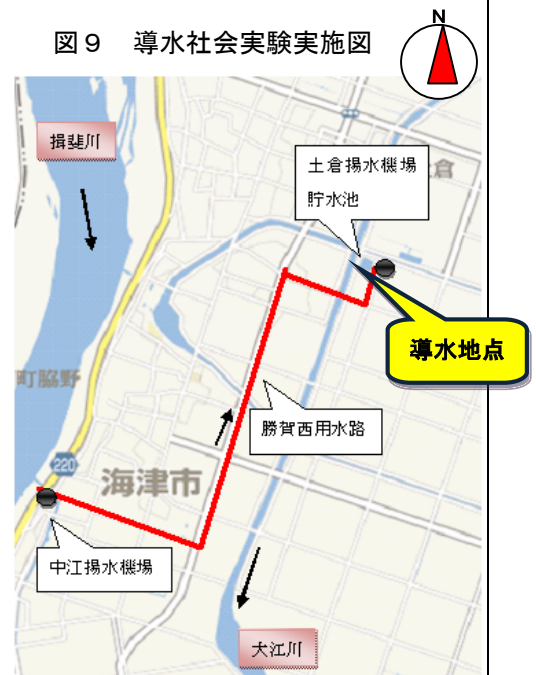 図９　導水社会実験実施図
N
揖斐川
土倉揚水機場
貯水池
倉
導水地点
町脇野
勝賀西用水路
220
海津市
中江揚水機場
大江川